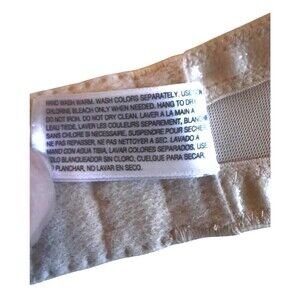 HAND WASH WARM. WASH COLORS SEPARATELY. USE NON
CHLORINE BLEACH ONLY WHEN NEEDED. HANG TO DRY
DO NOT IRON. DO NOT DRY CLEAN. LAVER A LA MAIN A
L'EAU TIEDE, LAVER LES COULEURS SEPAREMENT, BLANCHIR
SANS CHLORE SI NECESSAIRE, SUSPENDRE POUR SECHER
NE PAS REPASSER, NE PAS NETTOYER A SEC. LAVADO A
MANO CON AGUA TIBIA, LAVAR COLORES SEPARADOS. USE
SOLO BLANQUEADOR SIN CLORO, CUELGUE PARA SECAR.
NO PLANCHAR, NO LAVAR EN SECO.